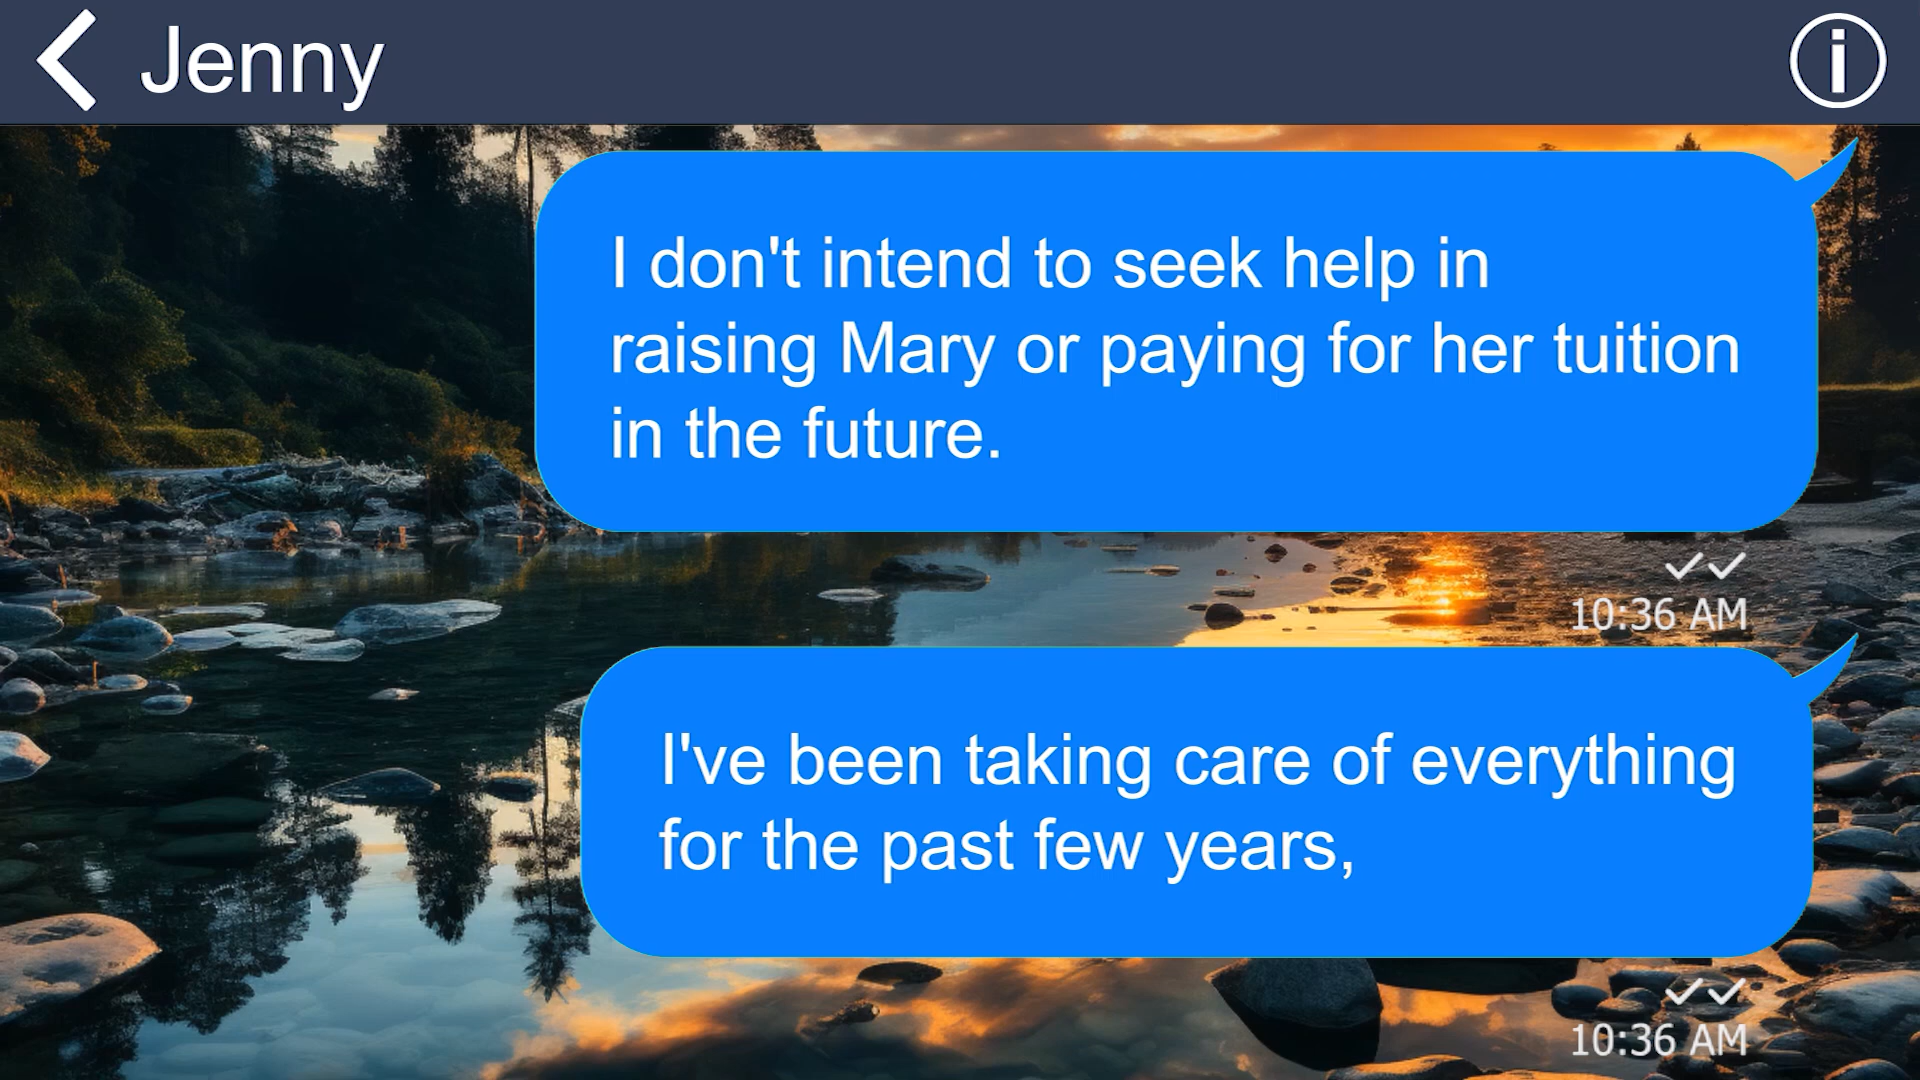 Jenny
I don't intend to seek help in
raising Mary or paying for her tuition
in the future.
10:36 AM
I've been taking care of everything
for the past few years,
10:36 AM